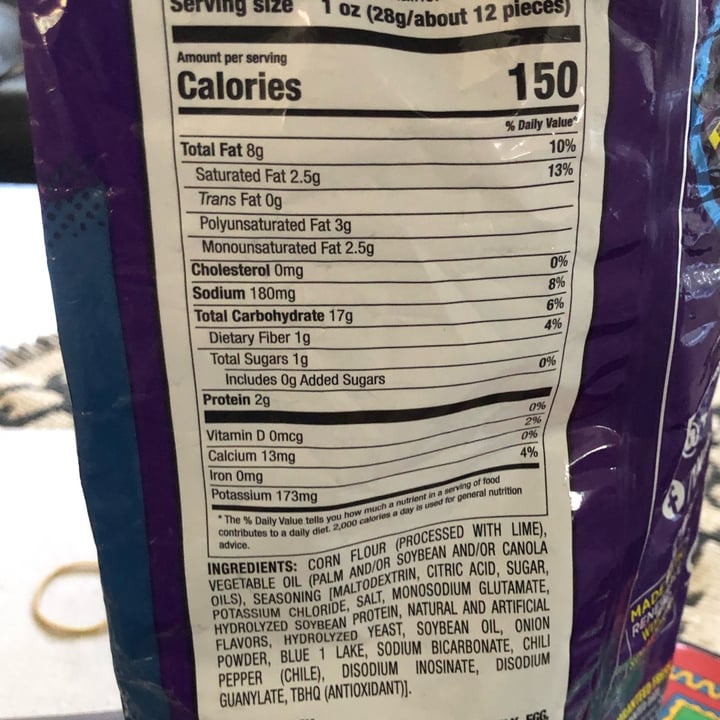 Serving size 1 oz (28g/about 12 pieces)
Amount per serving
Calories 150
% Daily Value*
Total Fat 8g 10%
Saturated Fat 2.5g 13%
Trans Fat 0g
Polyunsaturated Fat 3g
Monounsaturated Fat 2.5g
Cholesterol 0mg 0%
Sodium 180mg 8%
Total Carbohydrate 17g 6%
Dietary Fiber 1g 4%
Total Sugars 1g
Includes 0g Added Sugars 0%
Protein 2g
Vitamin D 0mcg 0%
Calcium 13mg 2%
Iron 0mg 0%
Potassium 173mg 4%
* The % Daily Value tells you how much a nutrient in a serving of food
contributes to a daily diet. 2,000 calories a day is used for general nutrition
advice.
INGREDIENTS: CORN FLOUR (PROCESSED WITH LIME),
VEGETABLE OIL (PALM AND/OR SOYBEAN AND/OR CANOLA
OILS), SEASONING [MALTODEXTRIN, CITRIC ACID, SUGAR,
POTASSIUM CHLORIDE, SALT, MONOSODIUM GLUTAMATE,
HYDROLYZED SOYBEAN PROTEIN, NATURAL AND ARTIFICIAL
FLAVORS, HYDROLYZED YEAST, SOYBEAN OIL, ONION
POWDER, BLUE 1 LAKE, SODIUM BICARBONATE, CHILI
PEPPER (CHILE), DISODIUM INOSINATE, DISODIUM
GUANYLATE, TBHQ (ANTIOXIDANT)].
EGG,